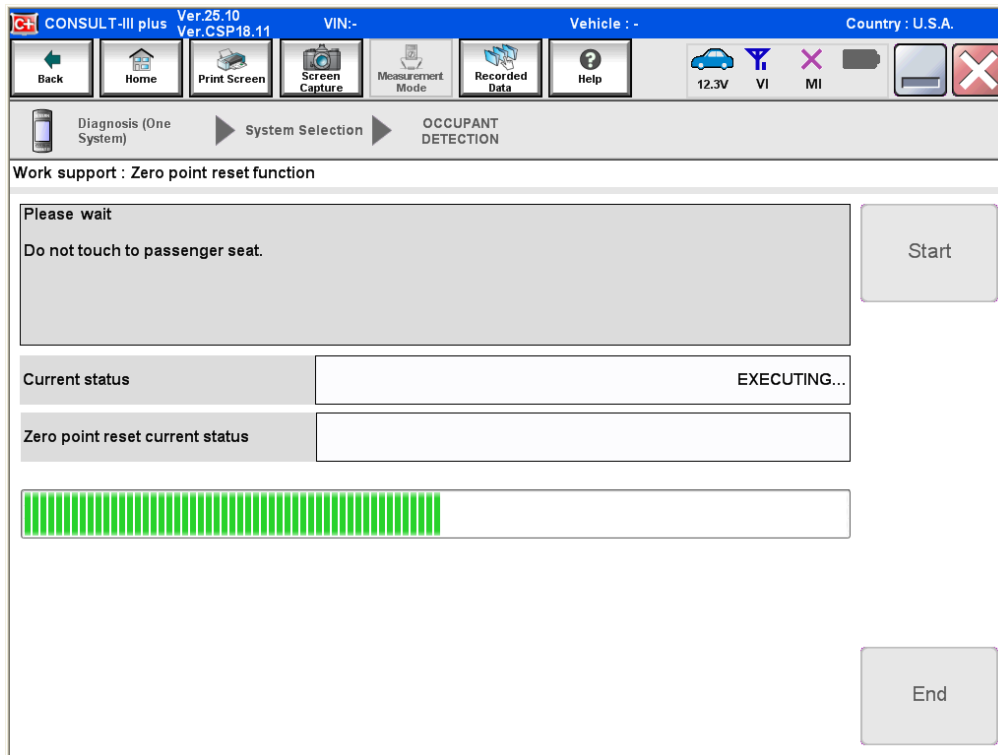 CONSULT-III plus Ver.25.10 VIN:- Vehicle : - Country : U.S.A.
Ver.CSP18.11
Back
Home
Print Screen
Screen Capture
Measurement Mode
Recorded Data
Help
12.3V
VI
MI
Diagnosis (One System)
System Selection
OCCUPANT DETECTION
Work support : Zero point reset function
Please wait
Do not touch to passenger seat.
Start
Current status
EXECUTING...
Zero point reset current status
End